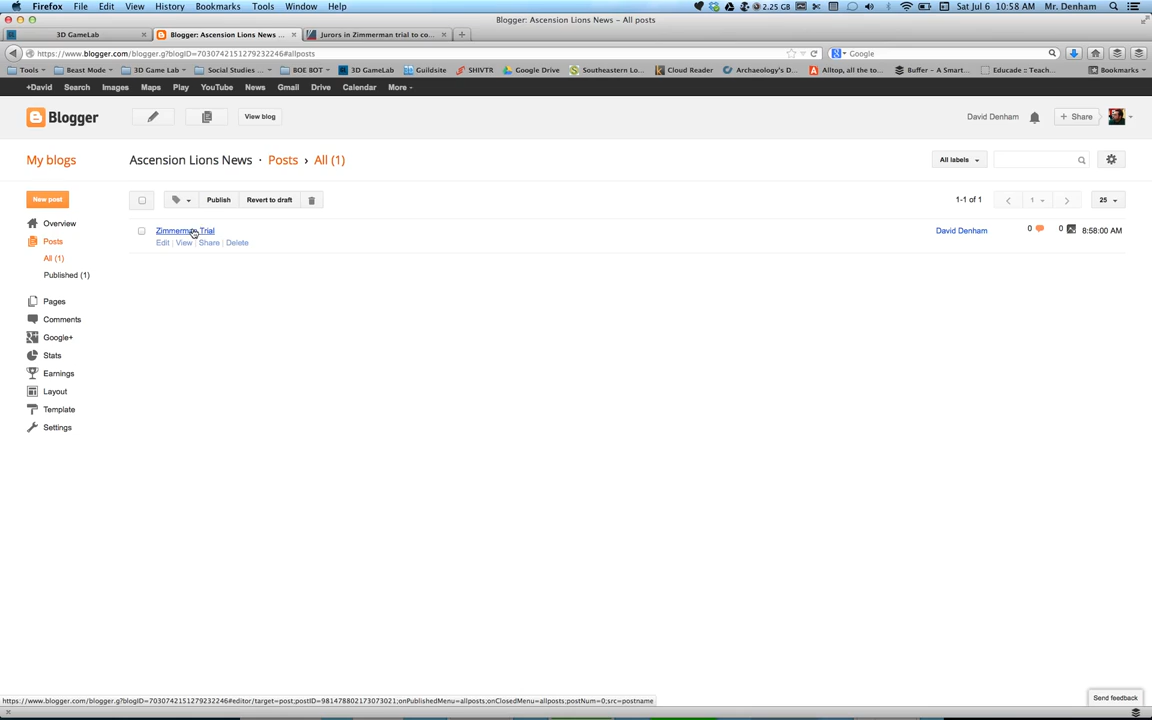 Firefox File Edit View History Bookmarks Tools Window Help 2.25 GB Sat Jul 6 10:58 AM Mr. Denham
Blogger: Ascension Lions News ~ All posts
3D GameLab × Blogger: Ascension Lions News ... × Jurors in Zimmerman trial to co... × +
https://www.blogger.com/blogger.g?blogID=7030742151279232246#allposts Google
Tools Beast Mode 3D Game Lab Social Studies ... BOE BOT 3D GameLab Guildsite SHIVTR Google Drive Southeastern Lo... Cloud Reader Archaeology's D... Alltop, all the to... Buffer - A Smart... Educade :: Teach... Bookmarks
+David Search Images Maps Play YouTube News Gmail Drive Calendar More
Blogger View blog David Denham + Share
My blogs Ascension Lions News · Posts › All (1) All labels
New post Publish Revert to draft 1-1 of 1 1 25
Overview
Zimmerman Trial David Denham 0 0 8:58:00 AM
Posts
Edit | View | Share | Delete
All (1)
Published (1)
Pages
Comments
Google+
Stats
Earnings
Layout
Template
Settings
Send feedback
https://www.blogger.com/blogger.g?blogID=7030742151279232246#editor/target=post;postID=981478802173073021;onPublishedMenu=allposts;onClosedMenu=allposts;postNum=0;src=postname